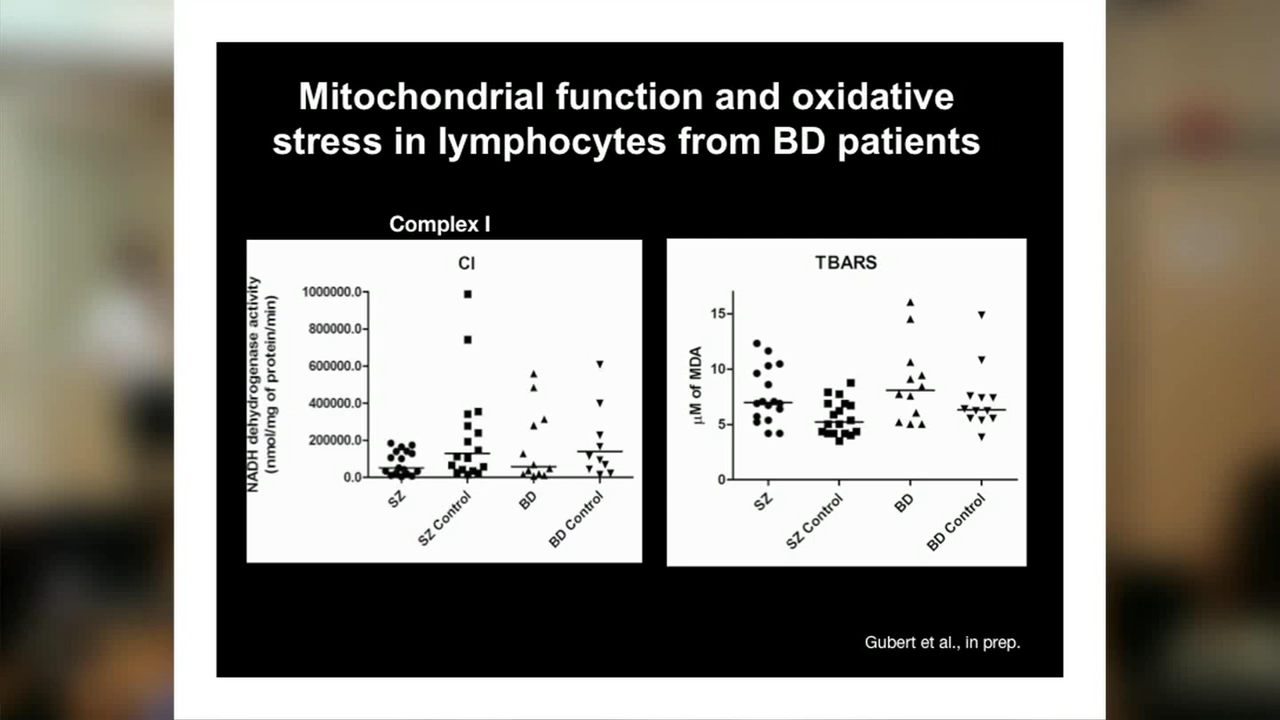 Mitochondrial function and oxidative
stress in lymphocytes from BD patients
Complex I
CI
NADH dehydrogenase activity
(nmol/mg of protein/min)
1000000.0
800000.0
600000.0
400000.0
200000.0
0.0
SZ
SZ Control
BD
BD Control
TBARS
μM of MDA
15
10
5
0
SZ
SZ Control
BD
BD Control
Gubert et al., in prep.